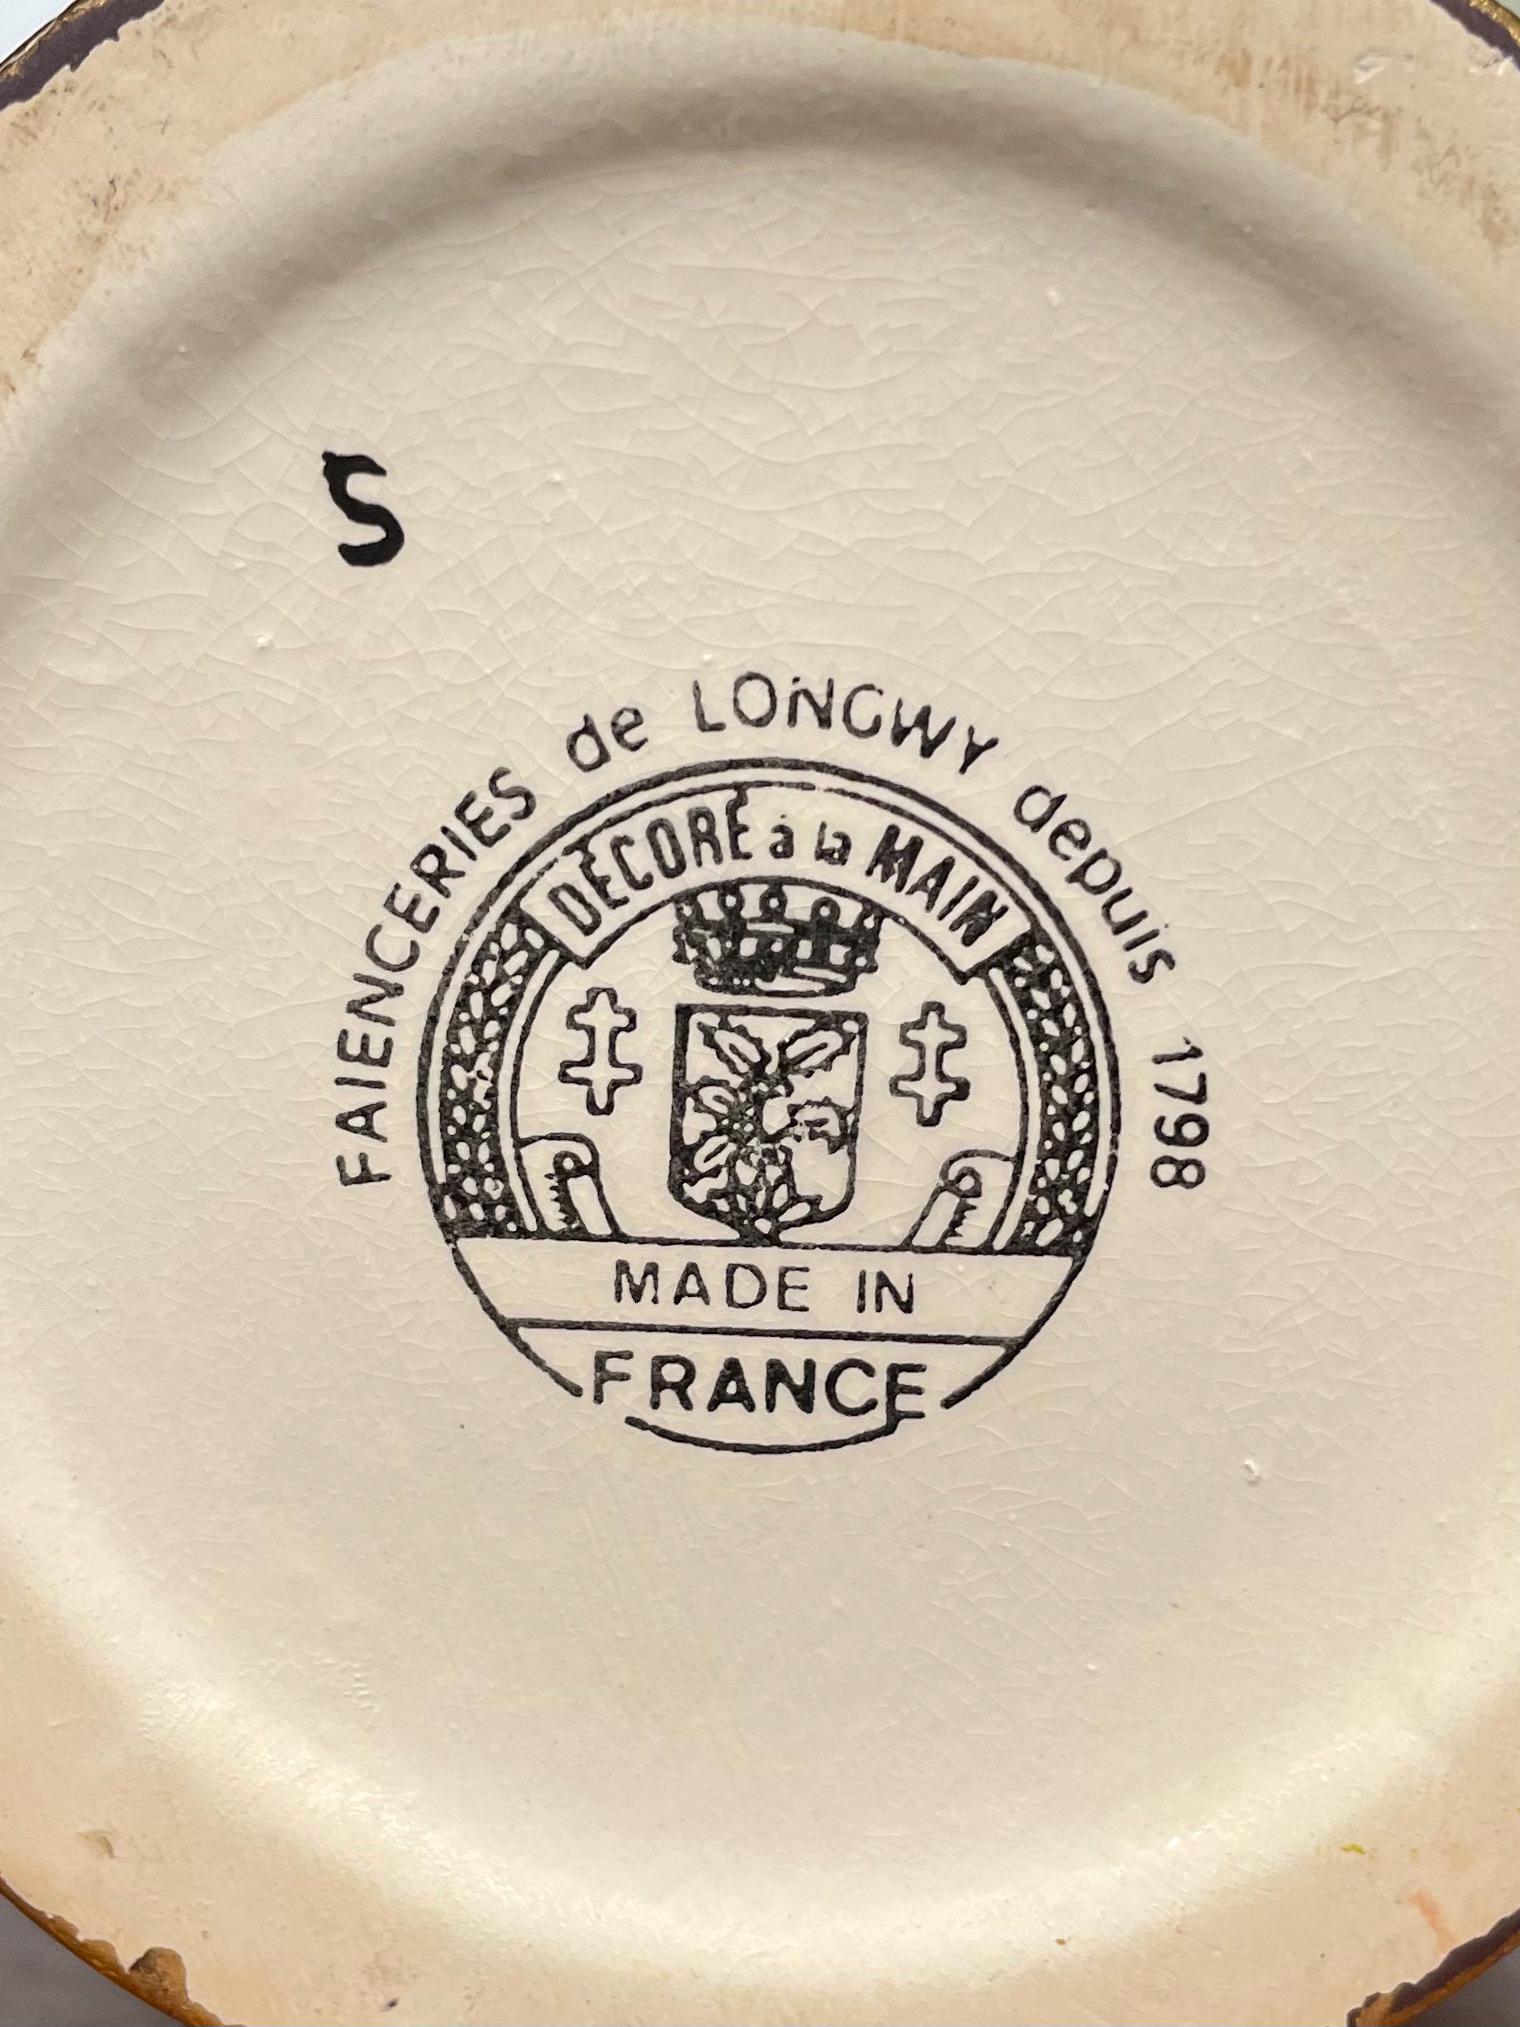 S
FAIENCERIES de LONGWY depuis 1798
DÉCORÉ à la MAIN
MADE IN
FRANCE